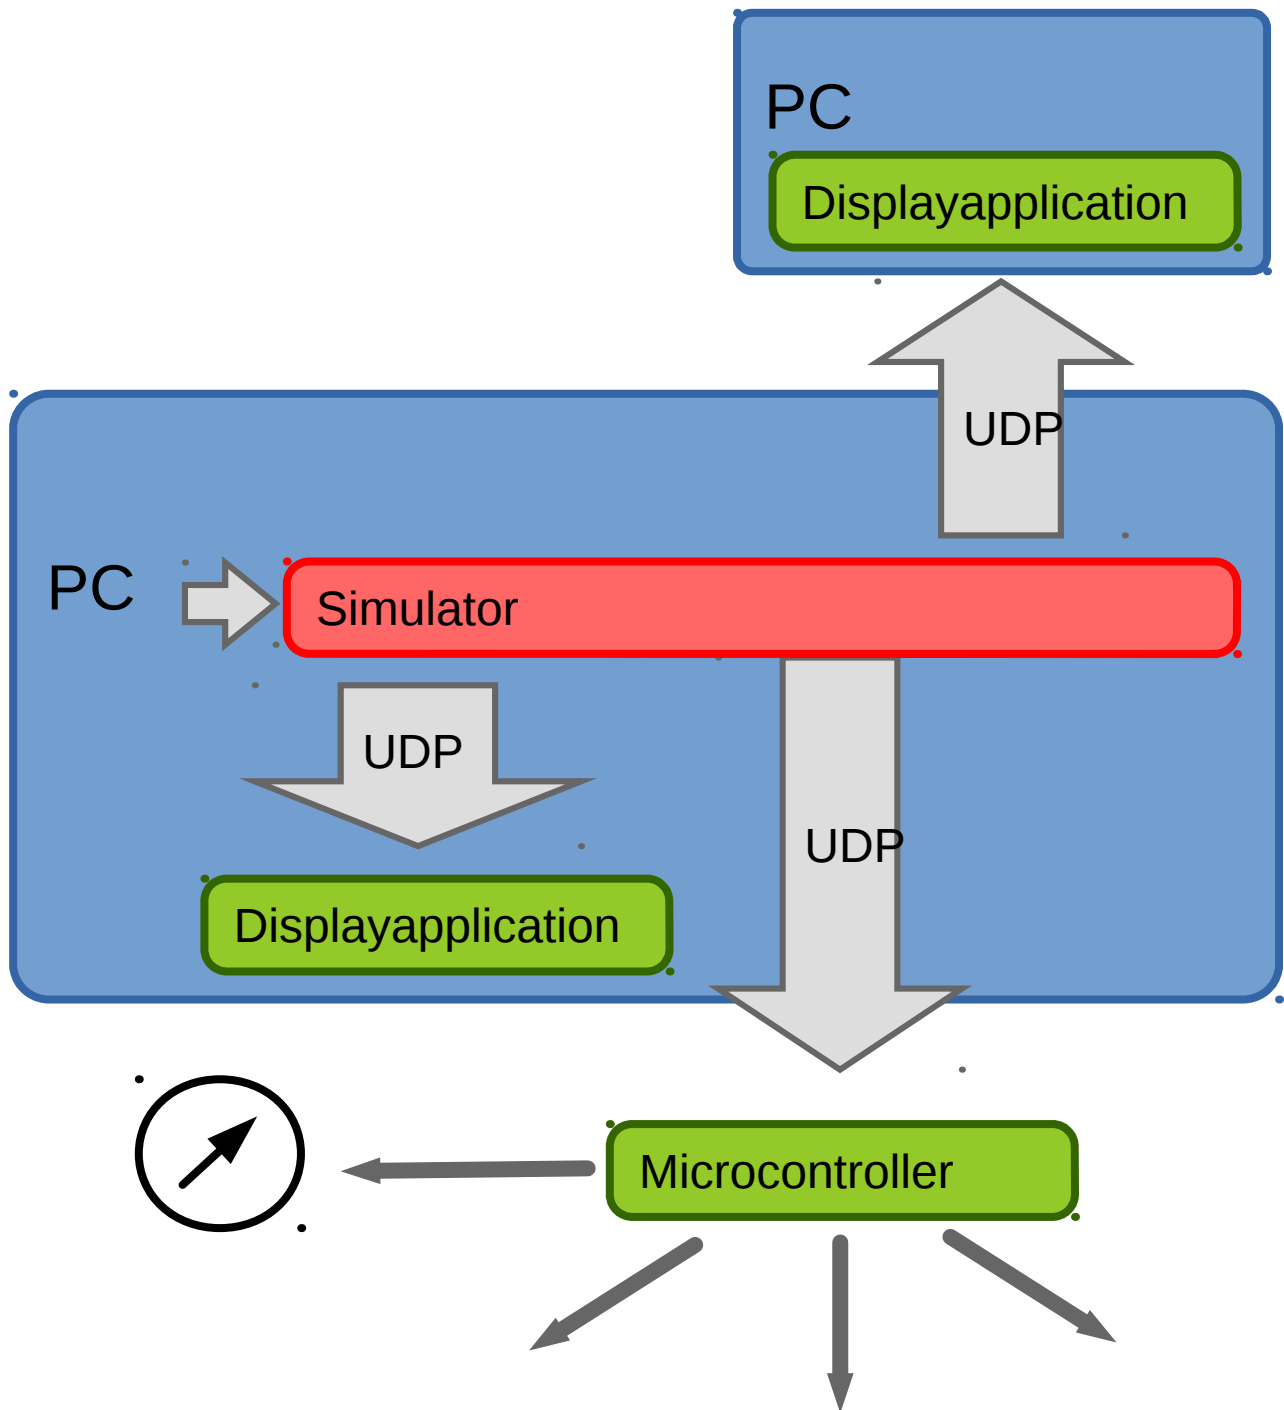 PC
Displayapplication
UDP
PC
Simulator
UDP
UDP
Displayapplication
Microcontroller